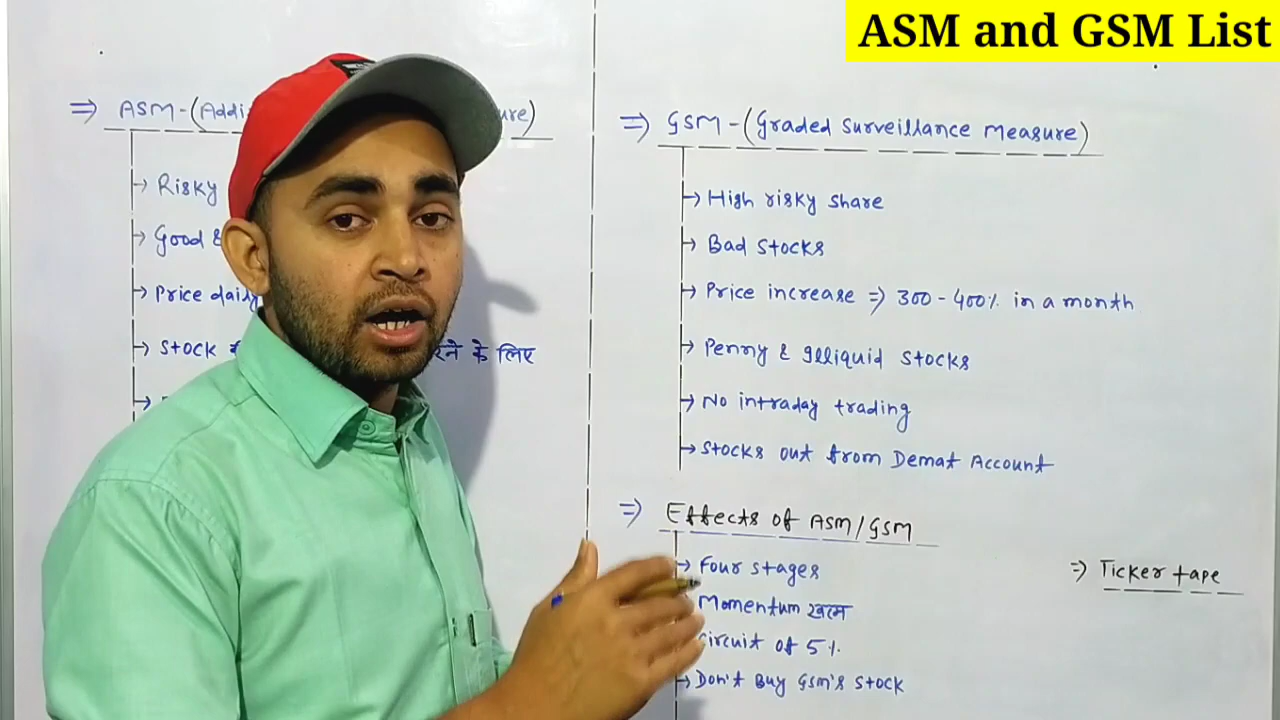 ASM and GSM List
⇒ ASM - (Addi ure)
→ Risky
→ Good &
→ Price daily
→ Stock रने के लिए
⇒ GSM - (Graded Surveillance Measure)
→ High risky share
→ Bad Stocks
→ Price increase ⇒ 300 - 400% in a month
→ Penny & illiquid stocks
→ No intraday trading
→ Stocks out from Demat Account
⇒ Effects of ASM/GSM
→ Four stages
Momentum खत्म
Circuit of 5%
→ Don't Buy GSM's Stock
⇒ Ticker tape